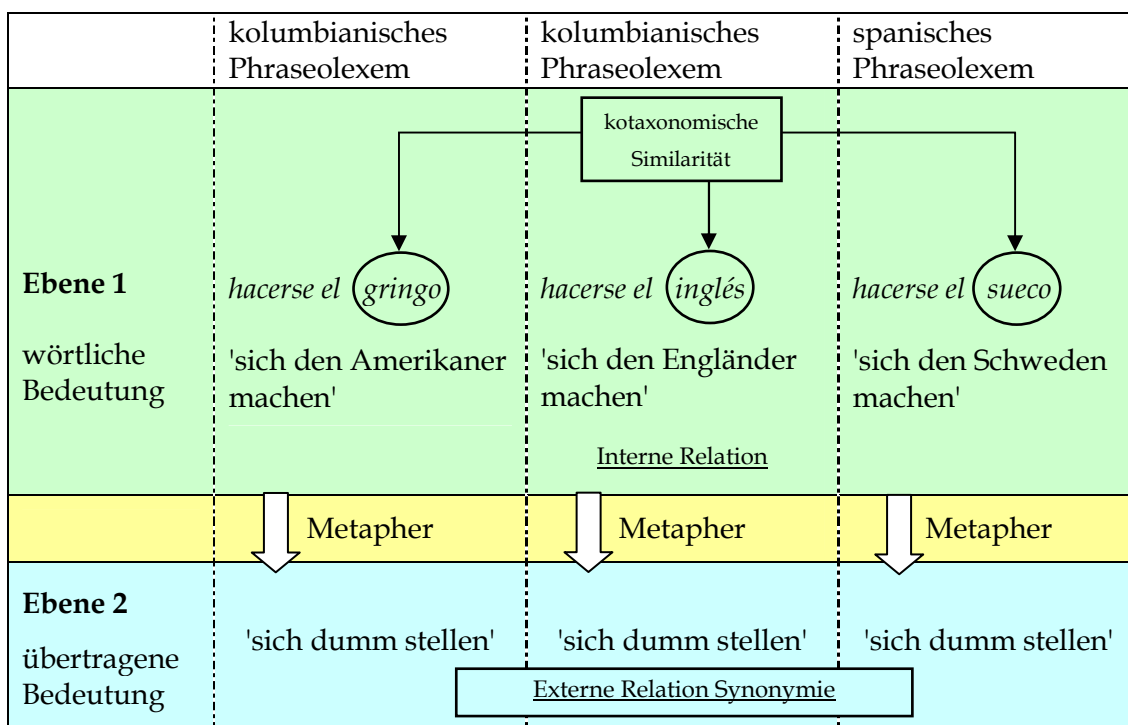 kolumbianisches
Phraseolexem
kolumbianisches
Phraseolexem
spanisches
Phraseolexem
kotaxonomische
Similarität
Ebene 1
wörtliche
Bedeutung
hacerse el gringo
'sich den Amerikaner
machen'
hacerse el inglés
'sich den Engländer
machen'
hacerse el sueco
'sich den Schweden
machen'
Interne Relation
Metapher
Metapher
Metapher
Ebene 2
übertragene
Bedeutung
'sich dumm stellen'
'sich dumm stellen'
'sich dumm stellen'
Externe Relation Synonymie